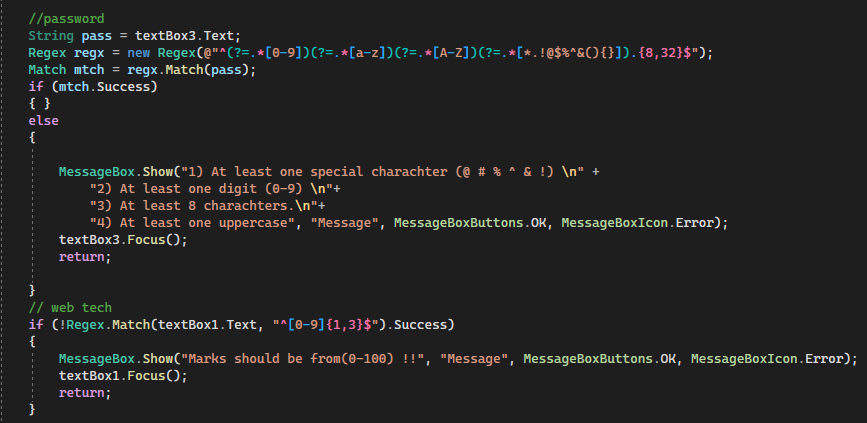 //password
String pass = textBox3.Text;
Regex regx = new Regex(@"^(?=.*[0-9])(?=.*[a-z])(?=.*[A-Z])(?=.*[*.!@$%^&(){}[]).{8,32}$");
Match mtch = regx.Match(pass);
if (mtch.Success)
{ }
else
{
MessageBox.Show("1) At least one special charachter (@ # % ^ & !) \n" +
"2) At least one digit (0-9) \n"+
"3) At least 8 charachters.\n"+
"4) At least one uppercase", "Message", MessageBoxButtons.OK, MessageBoxIcon.Error);
textBox3.Focus();
return;
}
// web tech
if (!Regex.Match(textBox1.Text, "^[0-9]{1,3}$").Success)
{
MessageBox.Show("Marks should be from(0-100) !!", "Message", MessageBoxButtons.OK, MessageBoxIcon.Error);
textBox1.Focus();
return;
}